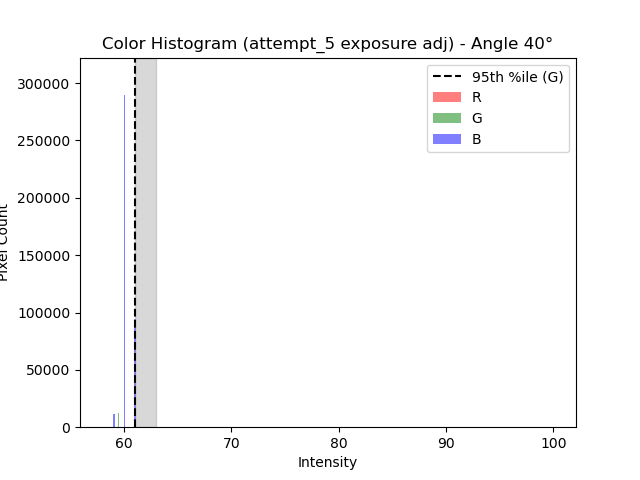 Color Histogram (attempt_5 exposure adj) - Angle 40°
95th %ile (G)
R
G
B
300000
250000
200000
150000
100000
50000
0
Pixel Count
60
70
80
90
100
Intensity